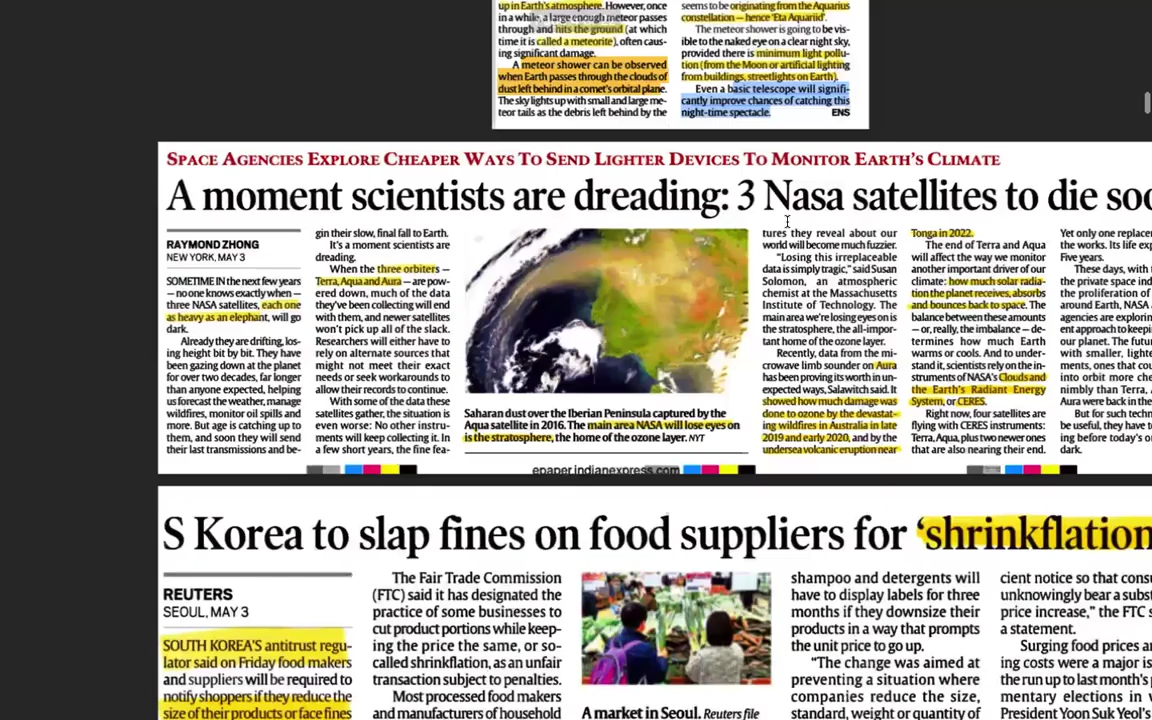 up in Earth's atmosphere. However, once
in a while, a large enough meteor passes
through and hits the ground (at which
time it is called a meteorite), often caus-
ing significant damage.
A meteor shower can be observed
when Earth passes through the clouds of
dust left behind in a comet's orbital plane.
The sky lights up with small and large me-
teor tails as the debris left behind by the
seems to be originating from the Aquarius
constellation — hence 'Eta Aquariid'.
The meteor shower is going to be vis-
ible to the naked eye on a clear night sky,
provided there is minimum light pollu-
tion (from the Moon or artificial lighting
from buildings, streetlights on Earth).
Even a basic telescope will signifi-
cantly improve chances of catching this
night-time spectacle. ENS
SPACE AGENCIES EXPLORE CHEAPER WAYS TO SEND LIGHTER DEVICES TO MONITOR EARTH'S CLIMATE
A moment scientists are dreading: 3 Nasa satellites to die soo
RAYMOND ZHONG
NEW YORK, MAY 3
SOMETIME IN the next few years
— no one knows exactly when —
three NASA satellites, each one
as heavy as an elephant, will go
dark.
Already they are drifting, los-
ing height bit by bit. They have
been gazing down at the planet
for over two decades, far longer
than anyone expected, helping
us forecast the weather, manage
wildfires, monitor oil spills and
more. But age is catching up to
them, and soon they will send
their last transmissions and be-
gin their slow, final fall to Earth.
It's a moment scientists are
dreading.
When the three orbiters —
Terra, Aqua and Aura — are pow-
ered down, much of the data
they've been collecting will end
with them, and newer satellites
won't pick up all of the slack.
Researchers will either have to
rely on alternate sources that
might not meet their exact
needs or seek workarounds to
allow their records to continue.
With some of the data these
satellites gather, the situation is
even worse: No other instru-
ments will keep collecting it. In
a few short years, the fine fea-
Saharan dust over the Iberian Peninsula captured by the
Aqua satellite in 2016. The main area NASA will lose eyes on
is the stratosphere, the home of the ozone layer. NYT
tures they reveal about our
world will become much fuzzier.
"Losing this irreplaceable
data is simply tragic," said Susan
Solomon, an atmospheric
chemist at the Massachusetts
Institute of Technology. The
main area we're losing eyes on is
the stratosphere, the all-impor-
tant home of the ozone layer.
Recently, data from the mi-
crowave limb sounder on Aura
has been proving its worth in un-
expected ways, Salawitch said. It
showed how much damage was
done to ozone by the devastat-
ing wildfires in Australia in late
2019 and early 2020, and by the
undersea volcanic eruption near
Tonga in 2022.
The end of Terra and Aqua
will affect the way we monitor
another important driver of our
climate: how much solar radia-
tion the planet receives, absorbs
and bounces back to space. The
balance between these amounts
— or, really, the imbalance — de-
termines how much Earth
warms or cools. And to under-
stand it, scientists rely on the in-
struments of NASA's Clouds and
the Earth's Radiant Energy
System, or CERES.
Right now, four satellites are
flying with CERES instruments:
Terra, Aqua, plus two newer ones
that are also nearing their end.
Yet only one replacem
the works. Its life exp
Five years.
These days, with t
the private space ind
the proliferation of
around Earth, NASA
agencies are explorin
ent approach to keepi
our planet. The futur
with smaller, lighte
ments, ones that cou
into orbit more che
nimbly than Terra,
Aura were back in the
But for such techn
be useful, they have to
ing before today's o
dark.
epaper.indianexpress.com
S Korea to slap fines on food suppliers for 'shrinkflation
REUTERS
SEOUL, MAY 3
SOUTH KOREA'S antitrust regu-
lator said on Friday food makers
and suppliers will be required to
notify shoppers if they reduce the
size of their products or face fines
The Fair Trade Commission
(FTC) said it has designated the
practice of some businesses to
cut product portions while keep-
ing the price the same, or so-
called shrinkflation, as an unfair
transaction subject to penalties.
Most processed food makers
and manufacturers of household
A market in Seoul. Reuters file
shampoo and detergents will
have to display labels for three
months if they downsize their
products in a way that prompts
the unit price to go up.
"The change was aimed at
preventing a situation where
companies reduce the size,
standard, weight or quantity of
cient notice so that consu
unknowingly bear a subst
price increase," the FTC s
a statement.
Surging food prices ar
ing costs were a major is
the run up to last month's p
mentary elections in w
President Yoon Suk Yeol's